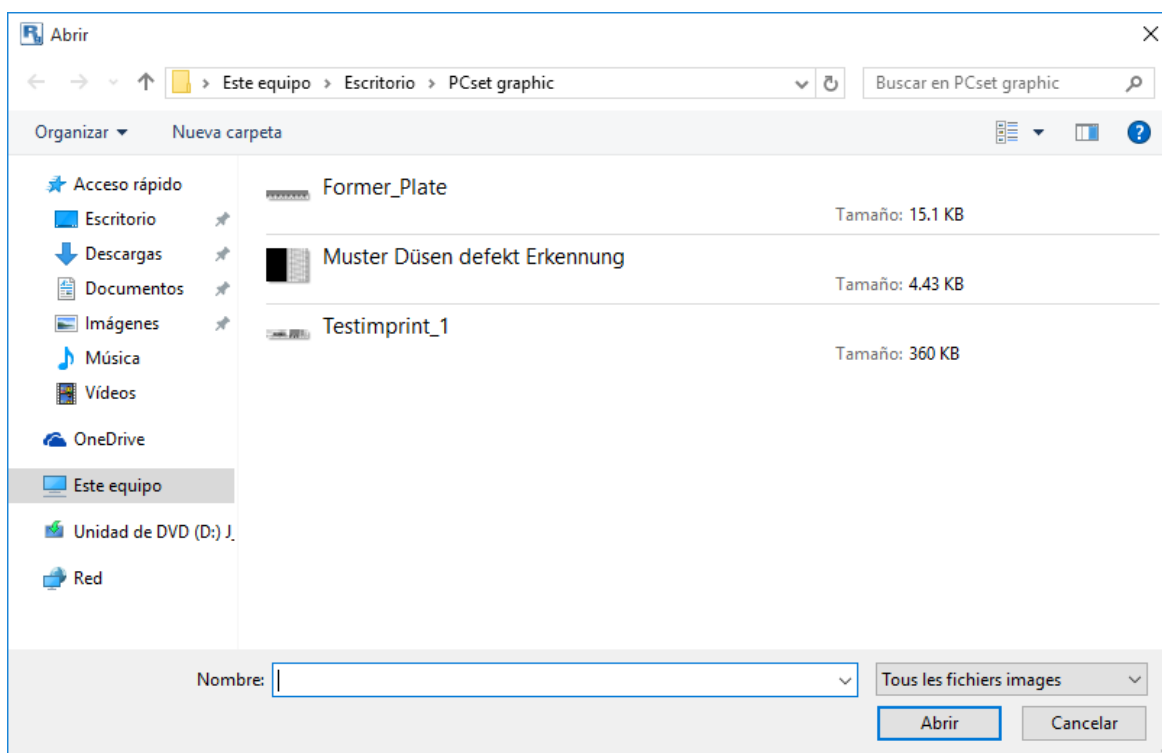 Abrir
Este equipo > Escritorio > PCset graphic
Buscar en PCset graphic
Organizar
Nueva carpeta
Acceso rápido
Escritorio
Descargas
Documentos
Imágenes
Música
Vídeos
OneDrive
Este equipo
Unidad de DVD (D:) J_
Red
Former_Plate
Tamaño: 15.1 KB
Muster Düsen defekt Erkennung
Tamaño: 4.43 KB
Testimprint_1
Tamaño: 360 KB
Nombre:
Tous les fichiers images
Abrir
Cancelar